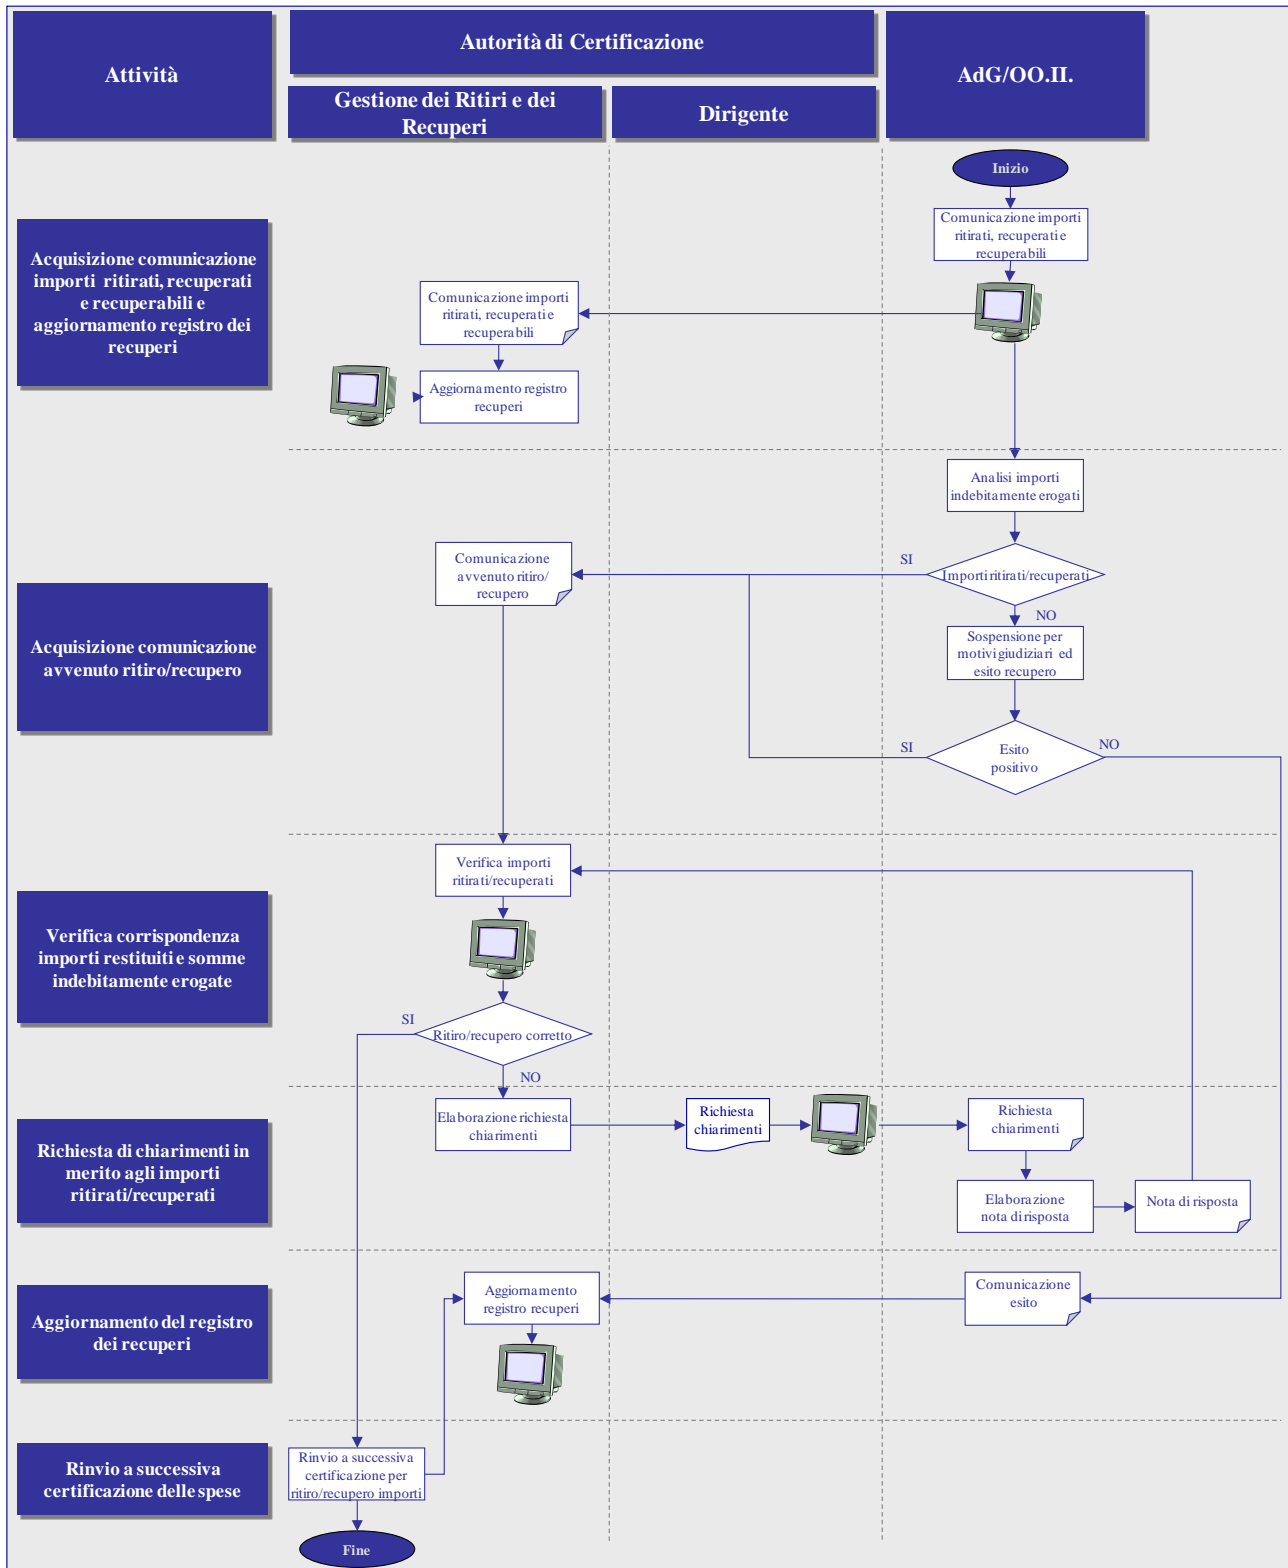 Attività
Autorità di Certificazione
AdG/OO.II.
Gestione dei Ritiri e dei
Recuperi
Dirigente
Inizio
Comunicazione importi
ritirati, recuperati e
recuperabili
Acquisizione comunicazione
importi ritirati, recuperati
e recuperabili e
aggiornamento registro dei
recuperi
Comunicazione importi
ritirati, recuperati e
recuperabili
Aggiornamento registro
recuperi
Analisi importi
indebitamente erogati
Acquisizione comunicazione
avvenuto ritiro/recupero
Comunicazione
avvenuto ritiro/
recupero
SI
Importi ritirati/recuperati
NO
Sospensione per
motivi giudiziari ed
esito recupero
SI
Esito
positivo
NO
Verifica corrispondenza
importi restituiti e somme
indebitamente erogate
Verifica importi
ritirati/recuperati
SI
Ritiro/recupero corretto
NO
Richiesta di chiarimenti in
merito agli importi
ritirati/recuperati
Elaborazione richiesta
chiarimenti
Richiesta
chiarimenti
Richiesta
chiarimenti
Elaborazione
nota di risposta
Nota di risposta
Aggiornamento del registro
dei recuperi
Aggiornamento
registro recuperi
Comunicazione
esito
Rinvio a successiva
certificazione delle spese
Rinvio a successiva
certificazione per
ritiro/recupero importi
Fine